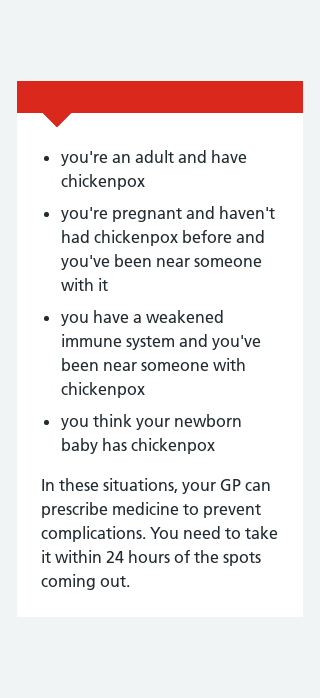 you're an adult and have
chickenpox
you're pregnant and haven't
had chickenpox before and
you've been near someone
with it
you have a weakened
immune system and you've
been near someone with
chickenpox
you think your newborn
baby has chickenpox
In these situations, your GP can
prescribe medicine to prevent
complications. You need to take
it within 24 hours of the spots
coming out.